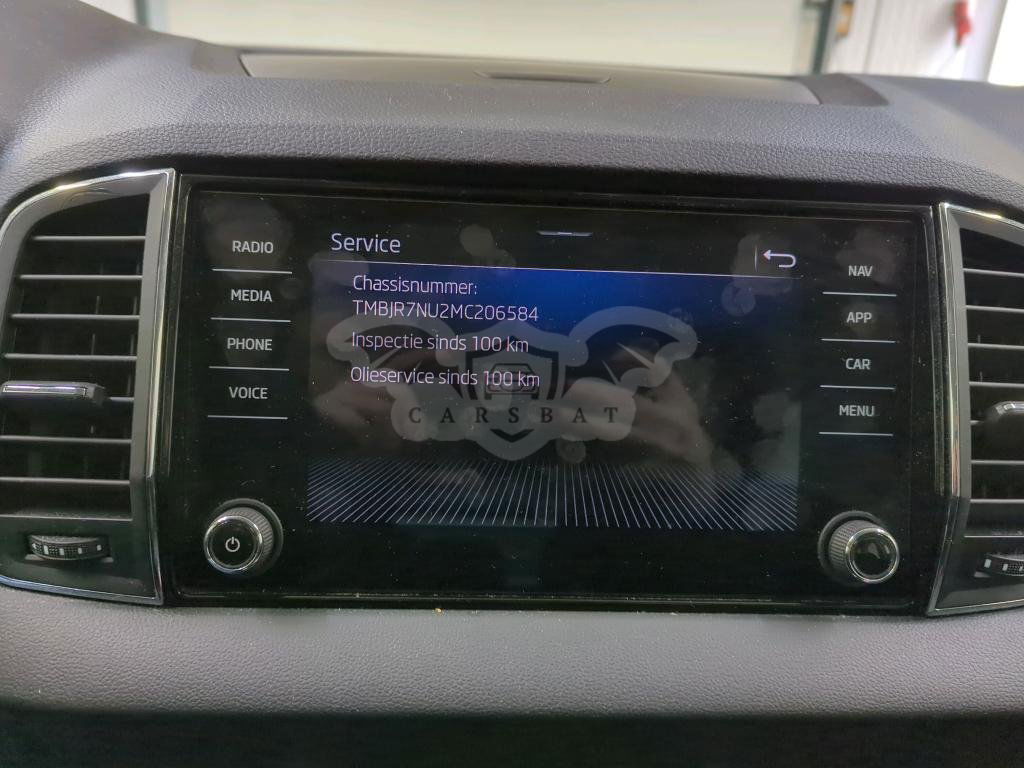 RADIO
MEDIA
PHONE
VOICE
Service
Chassisnummer:
TMBJR7NU2MC206584
Inspectie sinds 100 km
Olieservice sinds 100 km
CARSBAT
NAV
APP
CAR
MENU